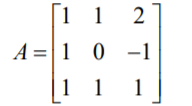 A = [1 1 2
1 0 −1
1 1 1]